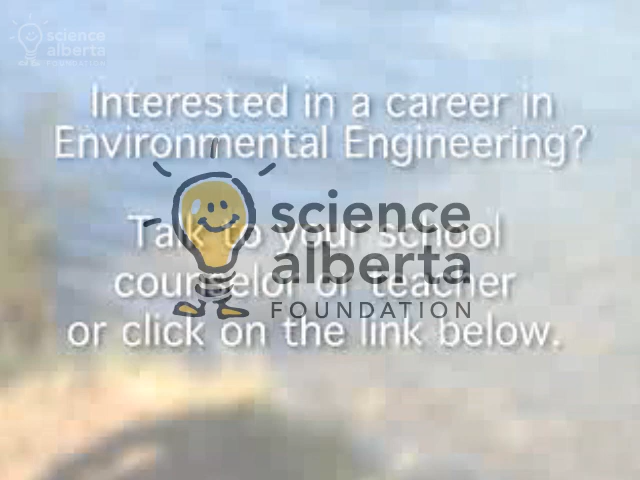 science
alberta
FOUNDATION
Interested in a career in
Environmental Engineering?
Talk to your school
counselor or teacher
or click on the link below.
science
alberta
FOUNDATION